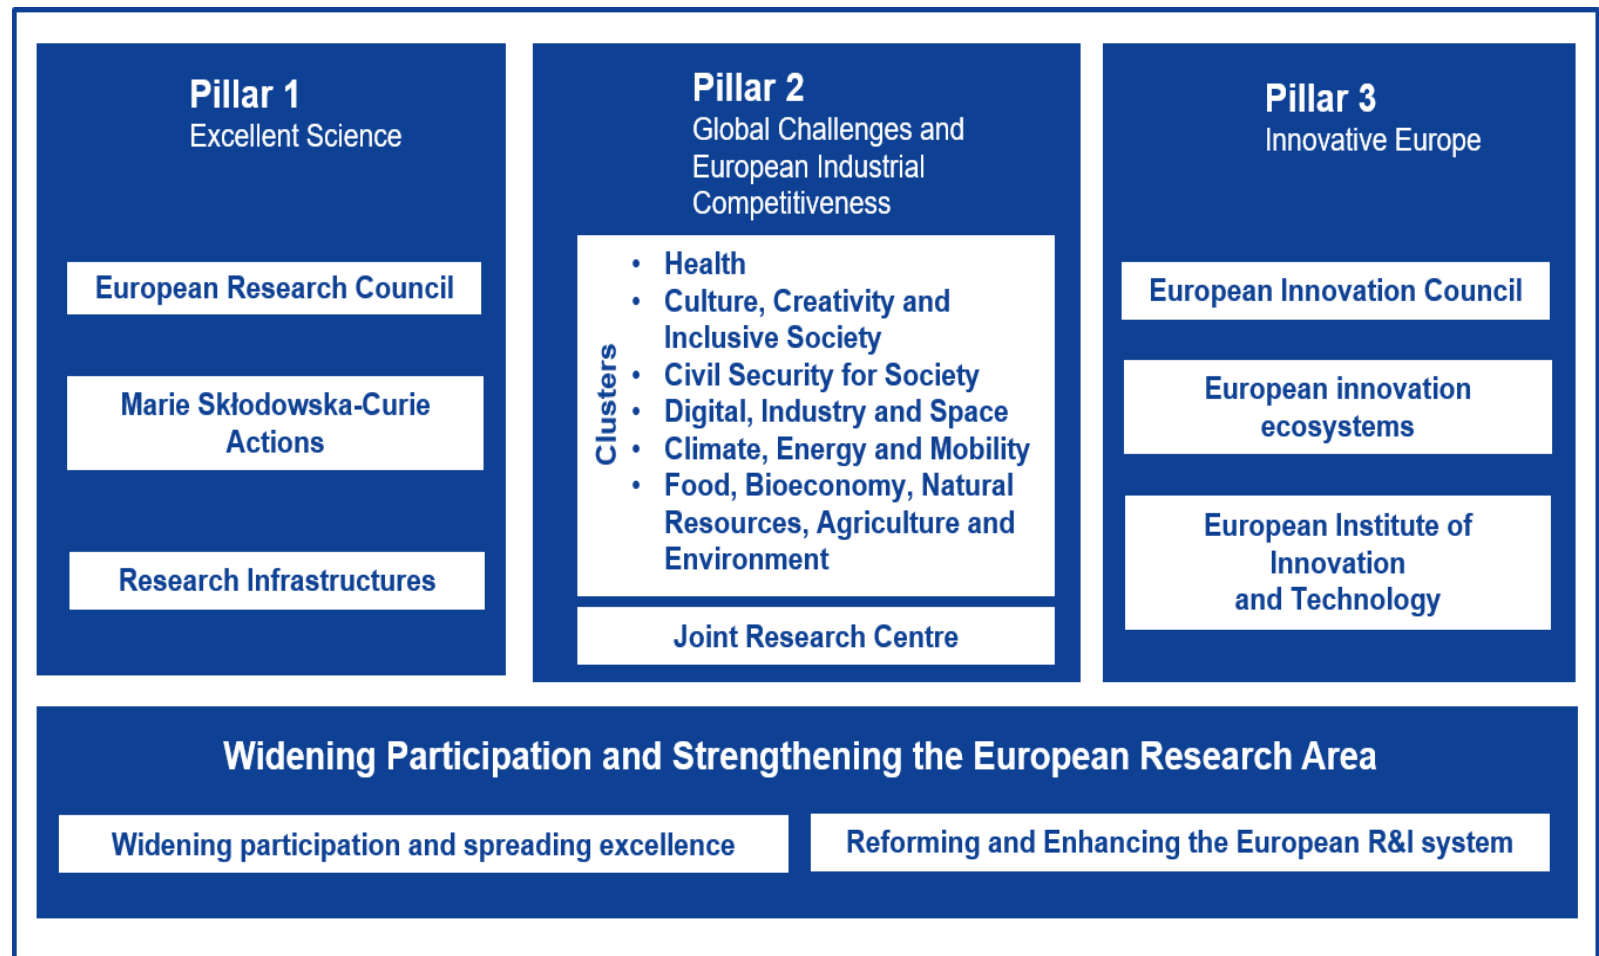 Pillar 1
Excellent Science
European Research Council
Marie Skłodowska-Curie
Actions
Research Infrastructures
Pillar 2
Global Challenges and
European Industrial
Competitiveness
Clusters
• Health
• Culture, Creativity and
Inclusive Society
• Civil Security for Society
• Digital, Industry and Space
• Climate, Energy and Mobility
• Food, Bioeconomy, Natural
Resources, Agriculture and
Environment
Joint Research Centre
Pillar 3
Innovative Europe
European Innovation Council
European innovation
ecosystems
European Institute of
Innovation
and Technology
Widening Participation and Strengthening the European Research Area
Widening participation and spreading excellence
Reforming and Enhancing the European R&I system